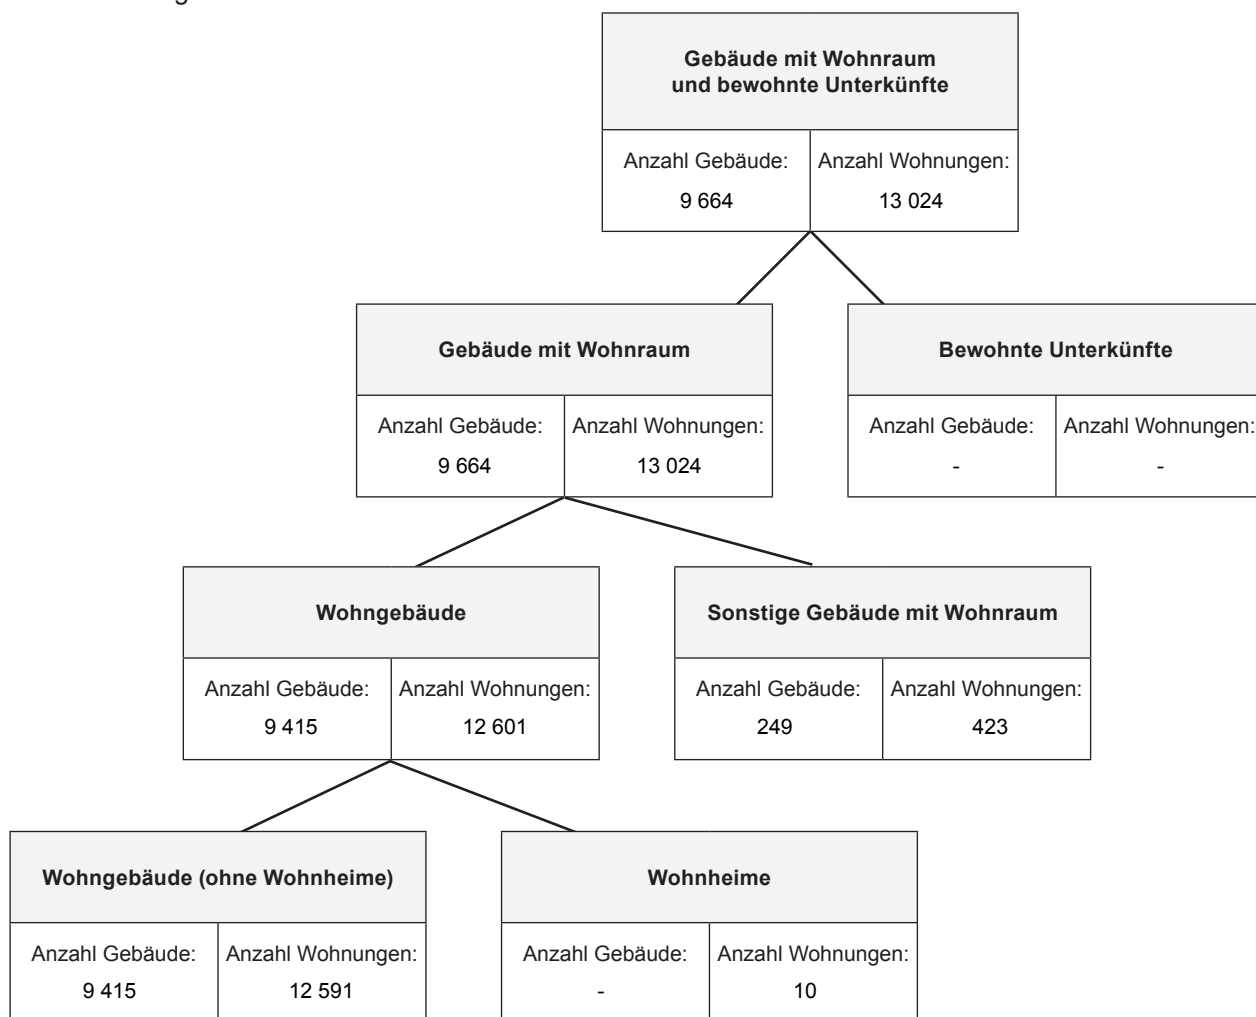 Gebäude mit Wohnraum
und bewohnte Unterkünfte
Anzahl Gebäude: Anzahl Wohnungen:
9 664 13 024
Gebäude mit Wohnraum
Bewohnte Unterkünfte
Anzahl Gebäude: Anzahl Wohnungen:
9 664 13 024
Anzahl Gebäude: Anzahl Wohnungen:
- -
Wohngebäude
Sonstige Gebäude mit Wohnraum
Anzahl Gebäude: Anzahl Wohnungen:
9 415 12 601
Anzahl Gebäude: Anzahl Wohnungen:
249 423
Wohngebäude (ohne Wohnheime)
Wohnheime
Anzahl Gebäude: Anzahl Wohnungen:
9 415 12 591
Anzahl Gebäude: Anzahl Wohnungen:
- 10